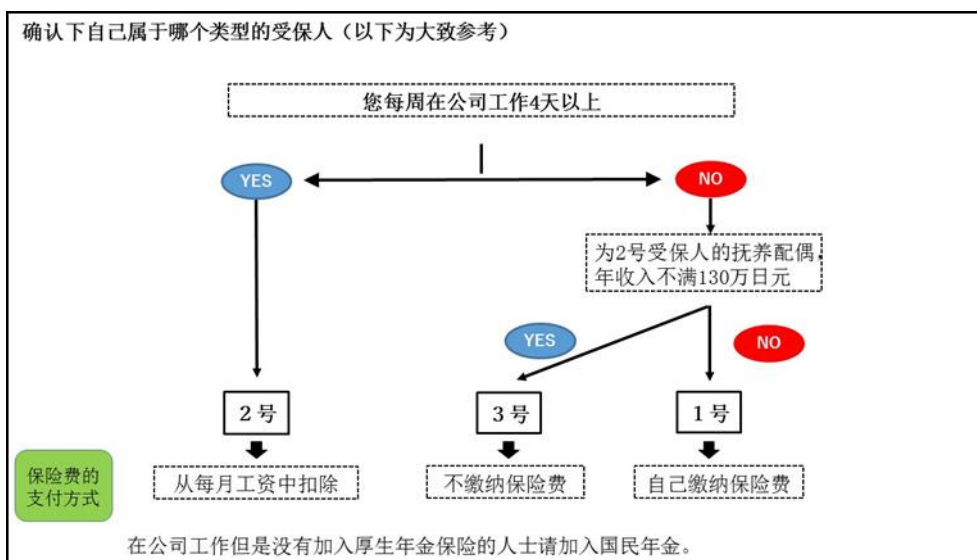 确认下自己属于哪个类型的受保人（以下为大致参考）
您每周在公司工作4天以上
YES
NO
为2号受保人的抚养配偶，
年收入不满130万日元
YES
NO
2 号
3 号
1 号
保险费的
支付方式
从每月工资中扣除
不缴纳保险费
自己缴纳保险费
在公司工作但是没有加入厚生年金保险的人士请加入国民年金。